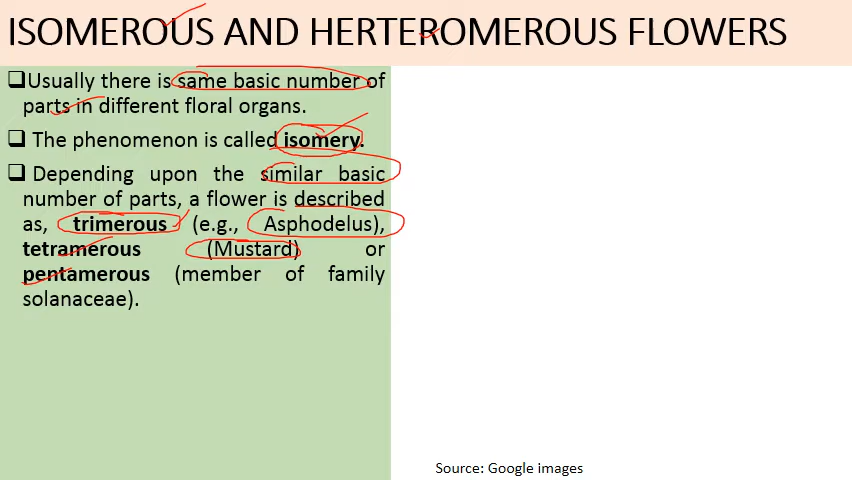 ISOMEROUS AND HERTEROMEROUS FLOWERS
❑Usually there is same basic number of
parts in different floral organs.
❑ The phenomenon is called isomery.
❑ Depending upon the similar basic
number of parts, a flower is described
as, trimerous (e.g., Asphodelus),
tetramerous (Mustard) or
pentamerous (member of family
solanaceae).
Source: Google images